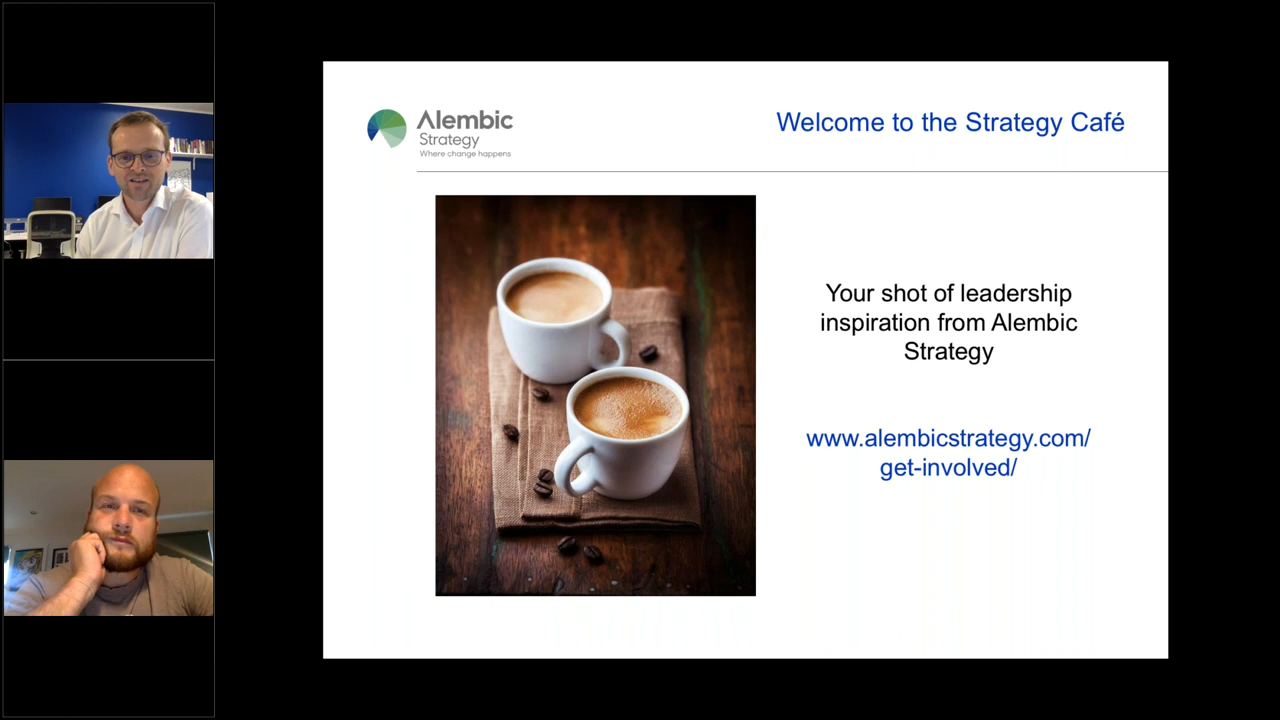 Alembic
Strategy
Where change happens
Welcome to the Strategy Café
Your shot of leadership
inspiration from Alembic
Strategy
www.alembicstrategy.com/
get-involved/